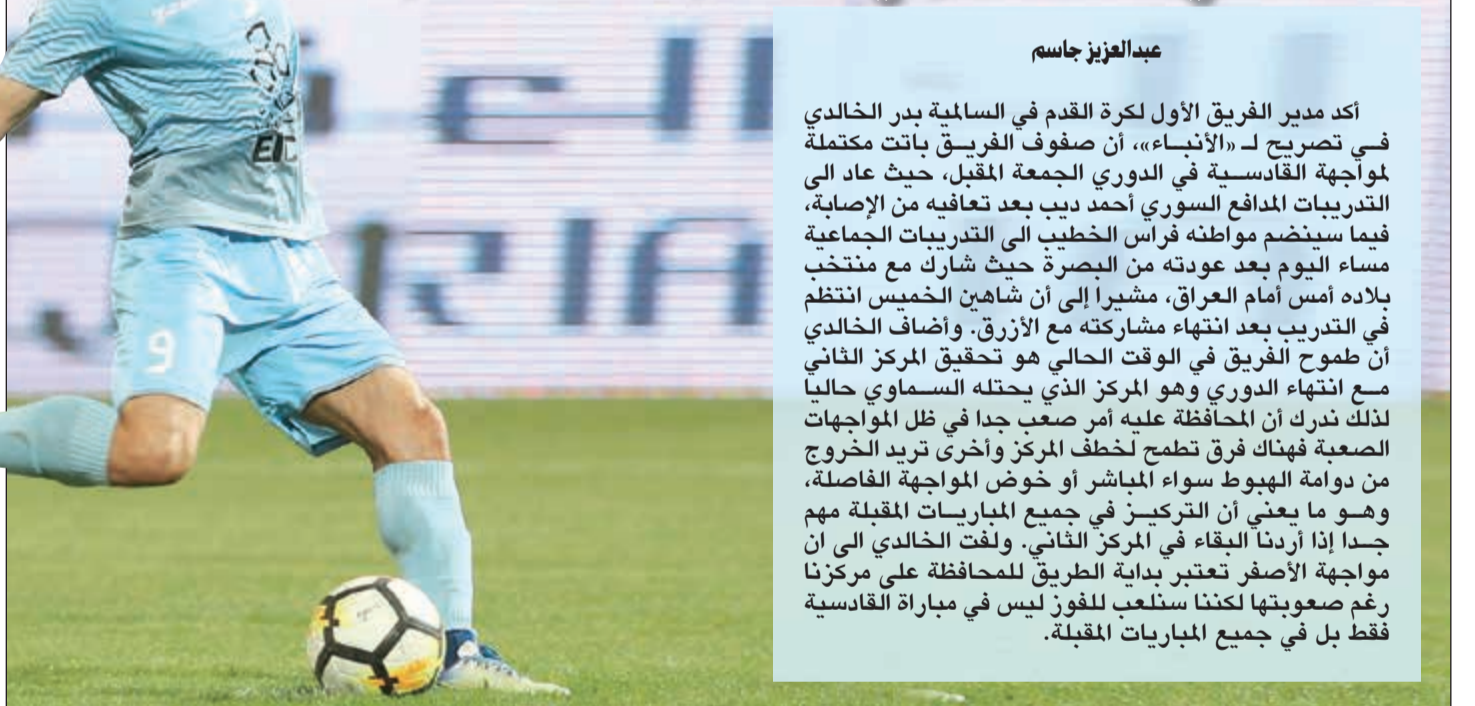 عبدالعزيز جاسم
أكد مدير الفريق الأول لكرة القدم في السالمية بدر الخالدي
في تصريح لـ «الأنباء»، أن صفوف الفريق باتت مكتملة
لمواجهة القادسية في الدوري الجمعة المقبل، حيث عاد الى
التدريبات المدافع السوري أحمد ديب بعد تعافيه من الإصابة،
فيما سينضم مواطنه فراس الخطيب الى التدريبات الجماعية
مساء اليوم بعد عودته من البصرة حيث شارك مع منتخب
بلاده أمس أمام العراق، مشيرا إلى أن شاهين الخميس انتظم
في التدريب بعد انتهاء مشاركته مع الأزرق. وأضاف الخالدي
أن طموح الفريق في الوقت الحالي هو تحقيق المركز الثاني
مع انتهاء الدوري وهو المركز الذي يحتله السماوي حاليا
لذلك ندرك أن المحافظة عليه أمر صعب جدا في ظل المواجهات
الصعبة فهناك فرق تطمح لخطف المركز وأخرى تريد الخروج
من دوامة الهبوط سواء المباشر أو خوض المواجهة الفاصلة،
وهو ما يعني أن التركيز في جميع المباريات المقبلة مهم
جدا إذا أردنا البقاء في المركز الثاني. ولفت الخالدي الى ان
مواجهة الأصفر تعتبر بداية الطريق للمحافظة على مركزنا
رغم صعوبتها لكننا سنلعب للفوز ليس في مباراة القادسية
فقط بل في جميع المباريات المقبلة.
9